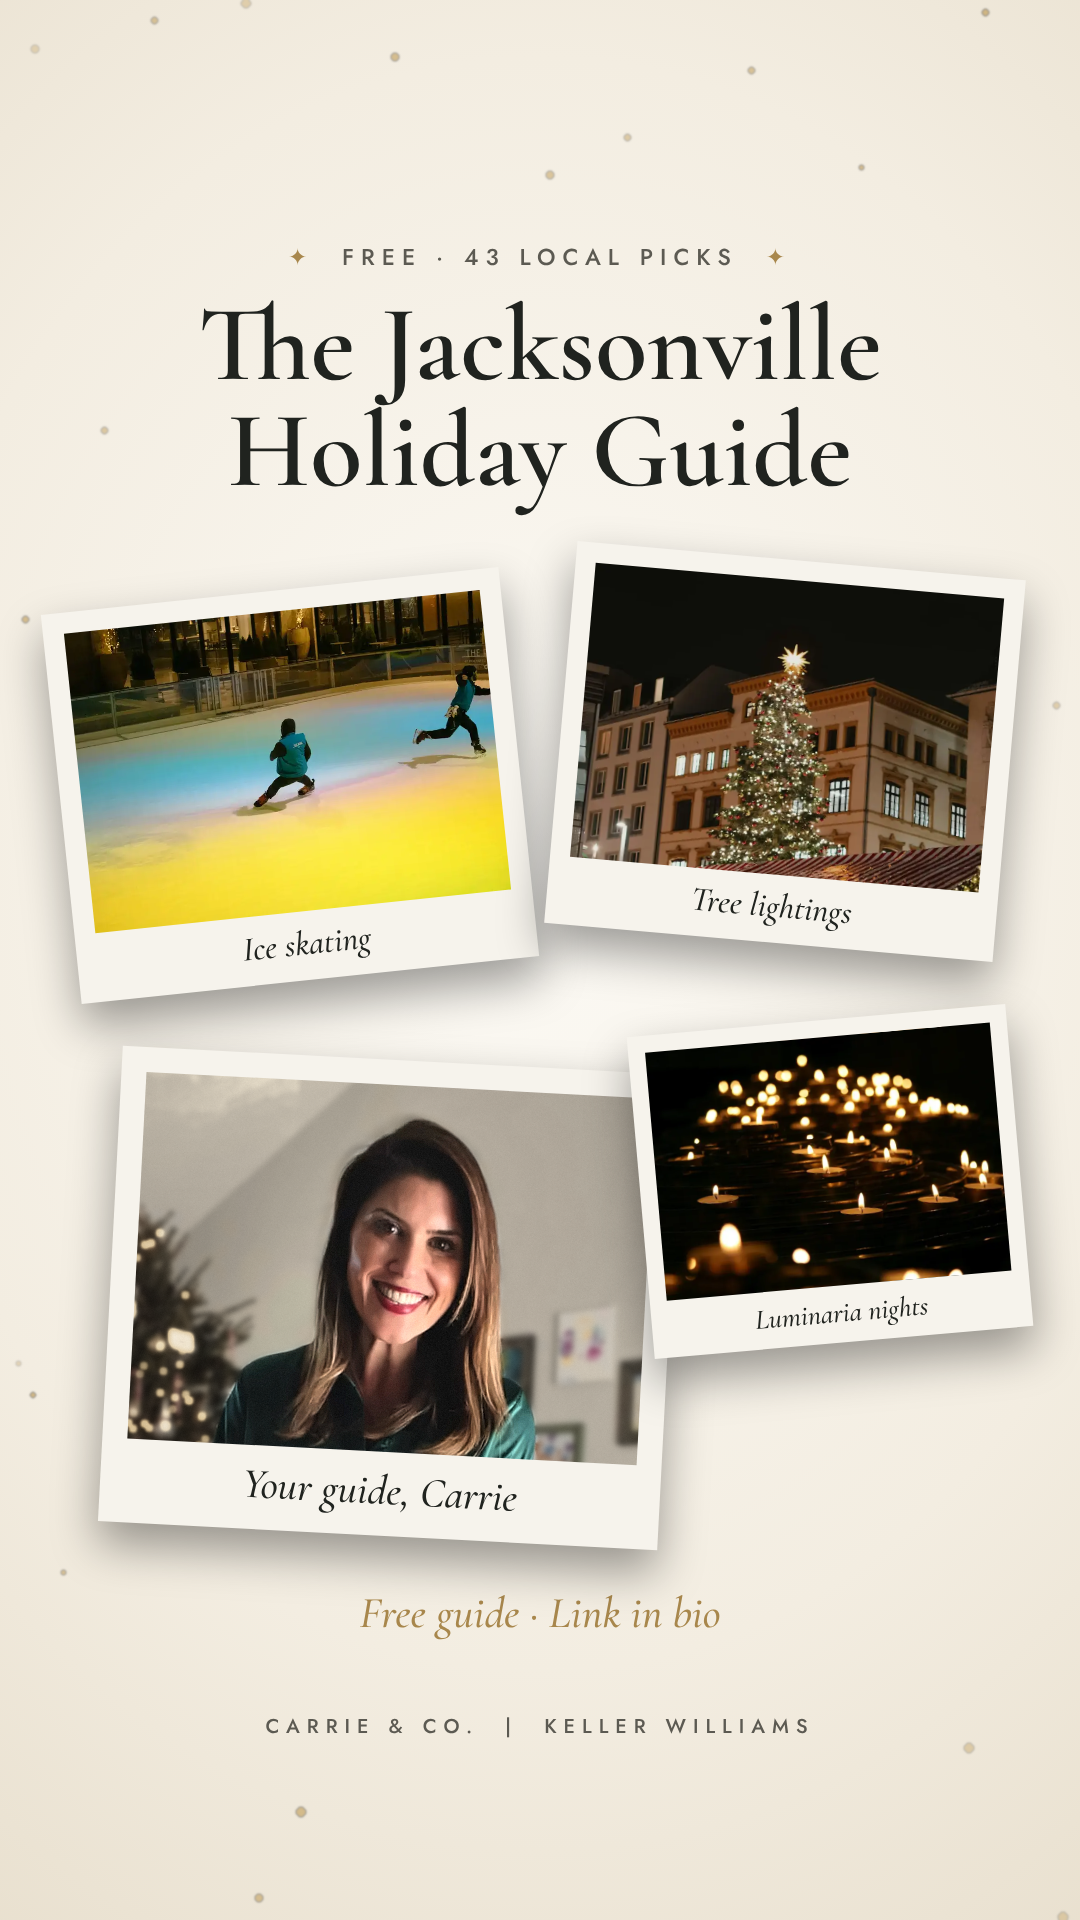 ✦ FREE · 43 LOCAL PICKS ✦
The Jacksonville
Holiday Guide
Ice skating
Tree lightings
Your guide, Carrie
Luminaria nights
Free guide · Link in bio
CARRIE & CO. | KELLER WILLIAMS